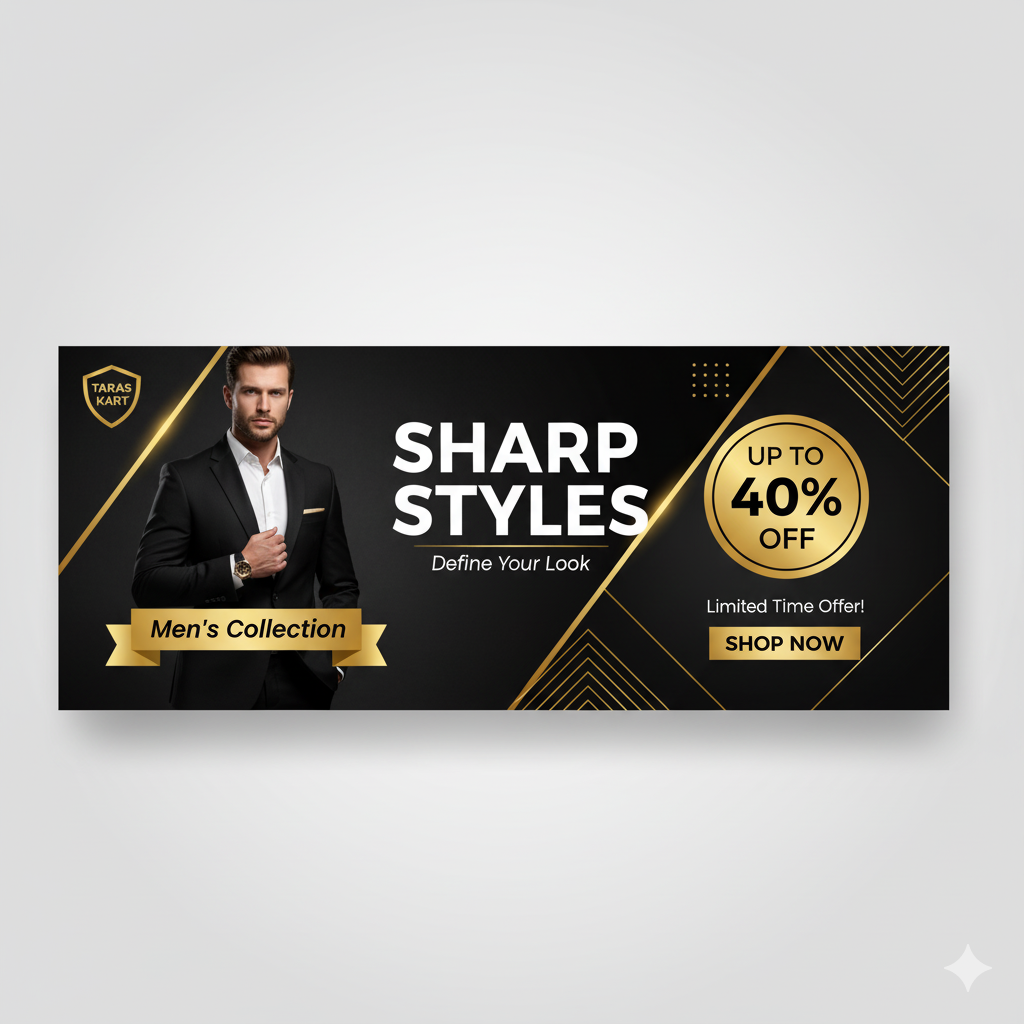 TARAS
KART
SHARP
STYLES
Define Your Look
Men's Collection
UP TO
40%
OFF
Limited Time Offer!
SHOP NOW